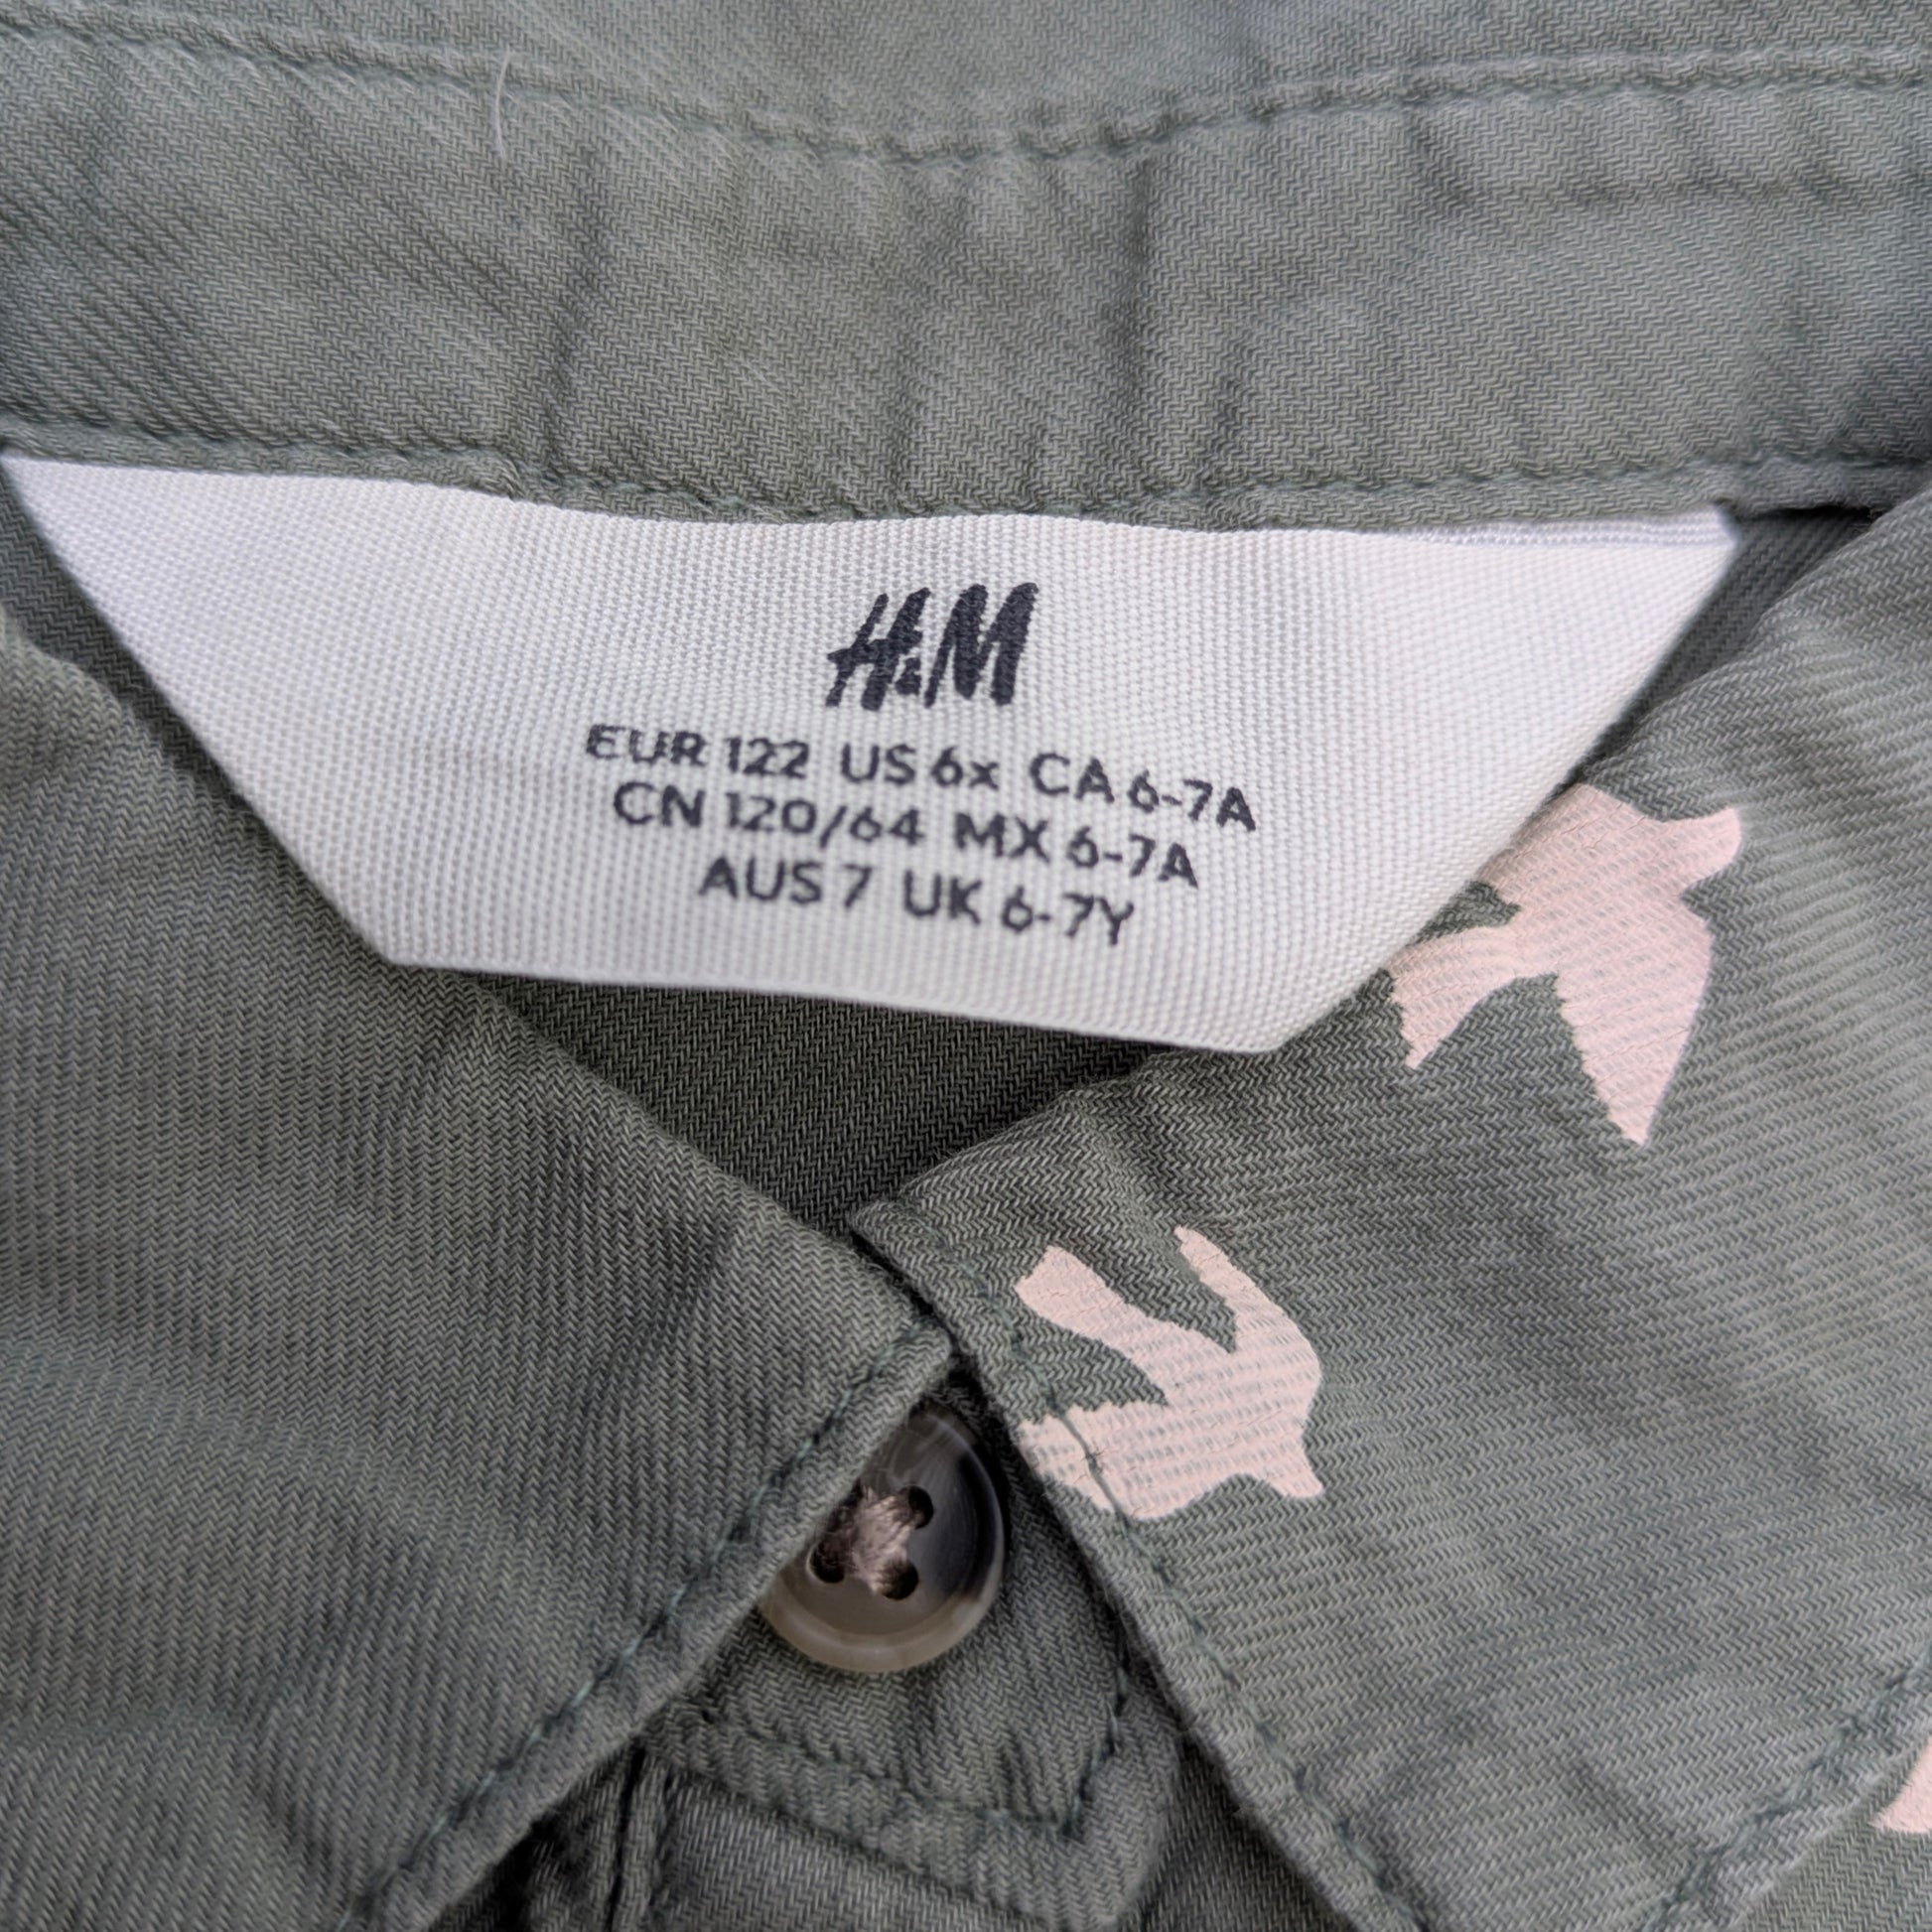 H&M
EUR 122 US 6x CA 6-7A
CN 120/64 MX 6-7A
AUS 7 UK 6-7Y